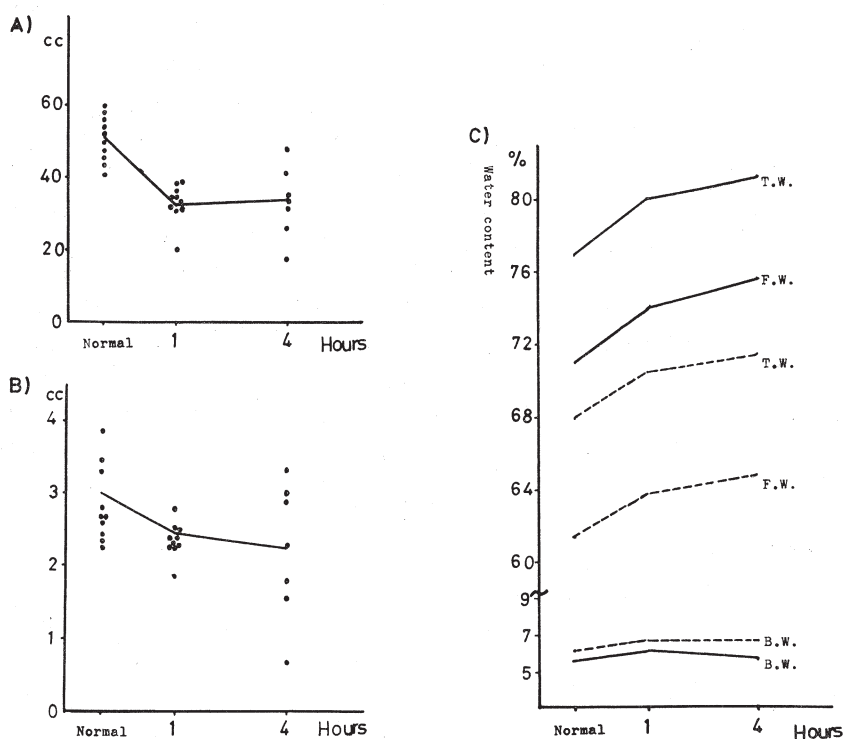 A)
cc
60
40
20
0
Normal 1 4 Hours
B)
cc
4
3
2
1
0
Normal 1 4 Hours
C)
%
Water content
80
76
72
68
64
60
9
7
5
T.W.
F.W.
T.W.
F.W.
B.W.
B.W.
Normal 1 4 Hours